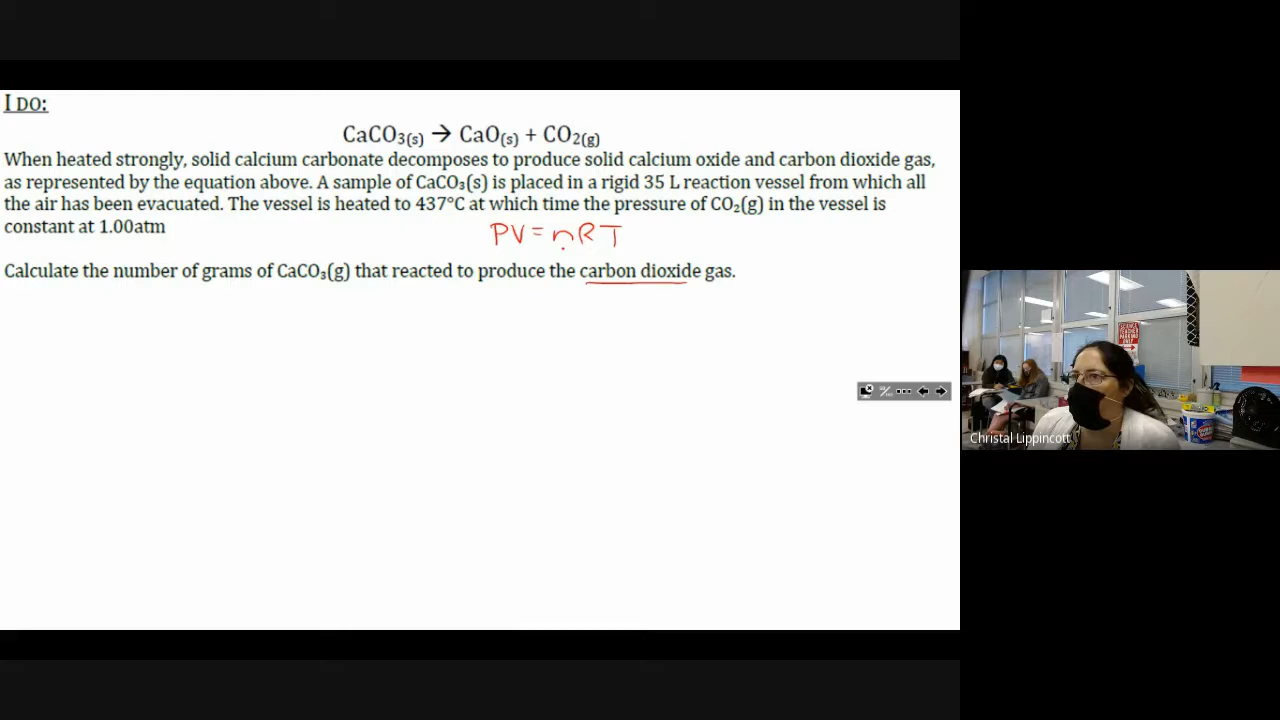 I DO:
CaCO₃(s) → CaO(s) + CO₂(g)
When heated strongly, solid calcium carbonate decomposes to produce solid calcium oxide and carbon dioxide gas,
as represented by the equation above. A sample of CaCO₃(s) is placed in a rigid 35 L reaction vessel from which all
the air has been evacuated. The vessel is heated to 437°C at which time the pressure of CO₂(g) in the vessel is
constant at 1.00atm
PV = nRT
Calculate the number of grams of CaCO₃(g) that reacted to produce the carbon dioxide gas.
PARKING
ONLY
Christal Lippincott